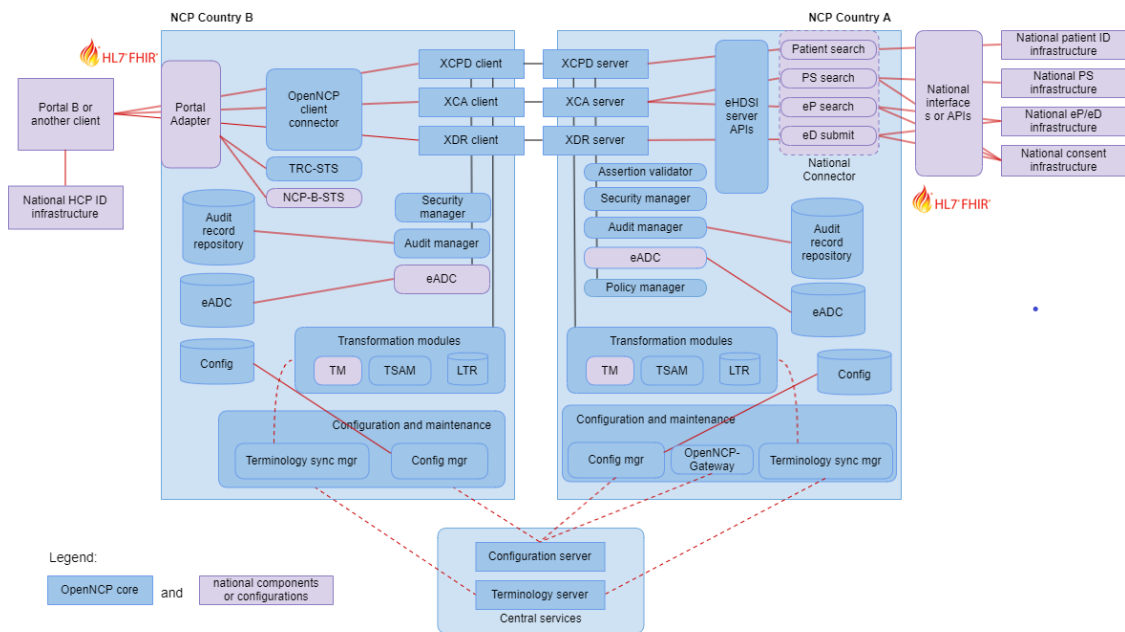 NCP Country B
NCP Country A
HL7® FHIR®
Portal B or
another client
National HCP ID
infrastructure
Portal
Adapter
OpenNCP
client
connector
TRC-STS
NCP-B-STS
XCPD client
XCA client
XDR client
XCPD server
XCA server
XDR server
Security
manager
Audit manager
eADC
Audit
record
repository
eADC
Config
Transformation modules
TM
TSAM
LTR
Configuration and maintenance
Terminology sync mgr
Config mgr
eHDSI
server
APIs
Patient search
PS search
eP search
eD submit
National
Connector
National
interface
s or APIs
National patient ID
infrastructure
National PS
infrastructure
National eP/eD
infrastructure
National consent
infrastructure
HL7® FHIR®
Assertion validator
Security manager
Audit manager
eADC
Policy manager
Audit
record
repository
eADC
Config
Transformation modules
TM
TSAM
LTR
Configuration and maintenance
Config mgr
OpenNCP-
Gateway
Terminology sync mgr
Configuration server
Terminology server
Central services
Legend:
OpenNCP core
and
national components
or configurations